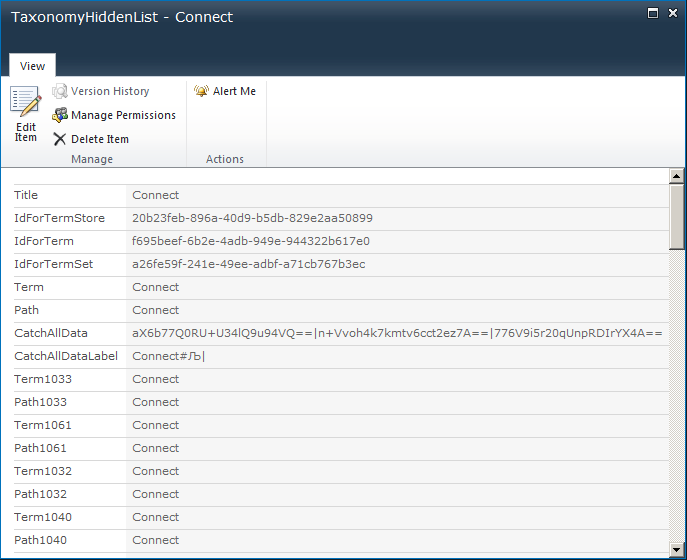 TaxonomyHiddenList - Connect
View
Edit Item
Version History
Manage Permissions
Delete Item
Manage
Alert Me
Actions
Title Connect
IdForTermStore 20b23feb-896a-40d9-b5db-829e2aa50899
IdForTerm f695beef-6b2e-4adb-949e-944322b617e0
IdForTermSet a26fe59f-241e-49ee-adbf-a71cb767b3ec
Term Connect
Path Connect
CatchAllData aX6b77Q0RU+U34lQ9u94VQ==|n+Vvoh4k7kmtv6cct2ez7A==|776V9i5r20qUnpRDIrYX4A==
CatchAllDataLabel Connect#Љ|
Term1033 Connect
Path1033 Connect
Term1061 Connect
Path1061 Connect
Term1032 Connect
Path1032 Connect
Term1040 Connect
Path1040 Connect